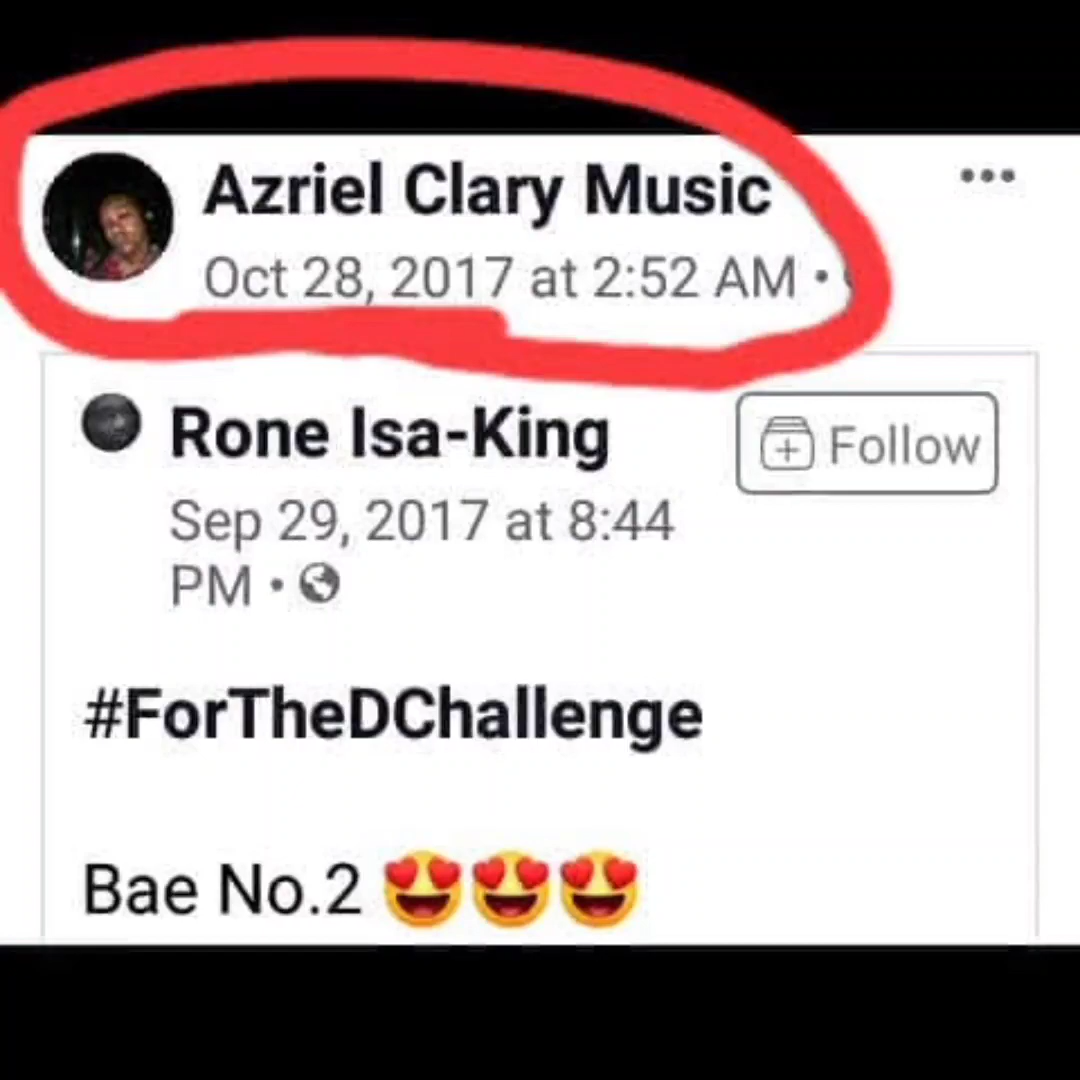 Azriel Clary Music
Oct 28, 2017 at 2:52 AM •
Rone Isa-King
Follow
Sep 29, 2017 at 8:44
PM •
#ForTheDChallenge
Bae No.2 😍😍😍